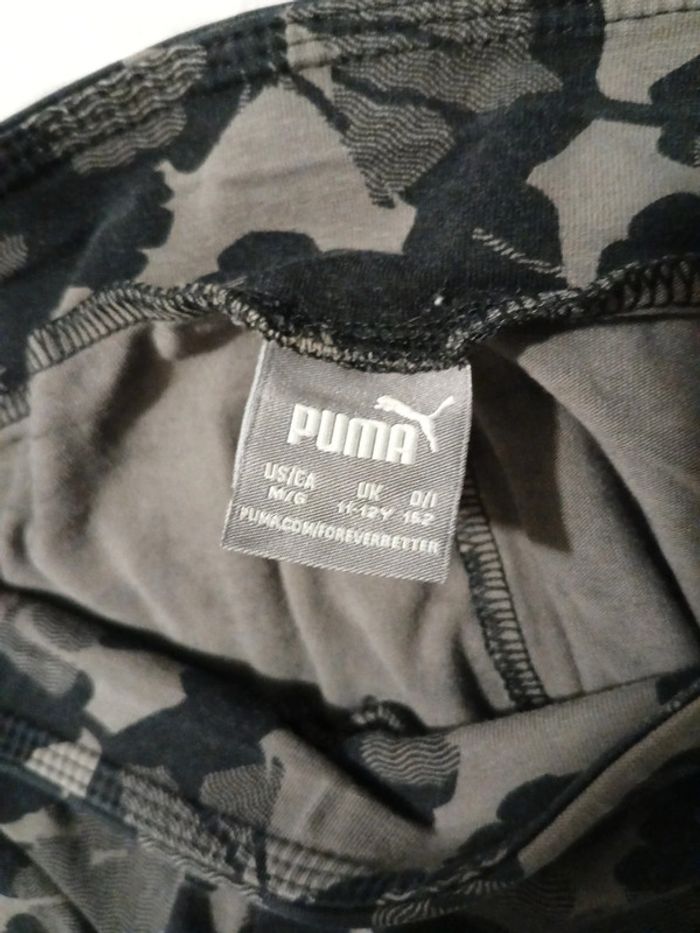 PUMA
US/CA UK D/I
M/G 11-12Y 152
PUMA.COM/FOREVERBETTER